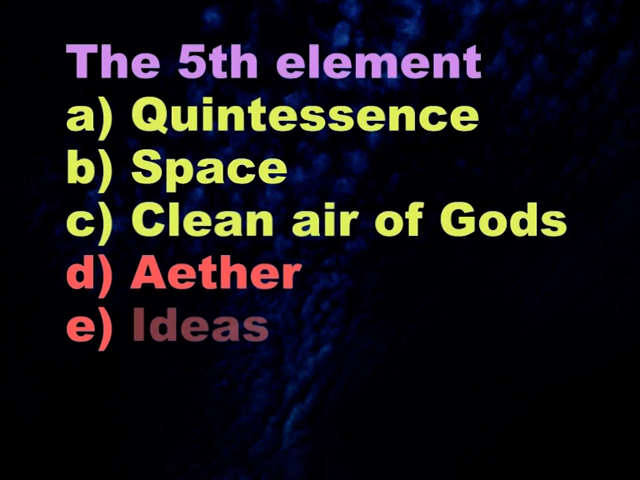 The 5th element
a) Quintessence
b) Space
c) Clean air of Gods
d) Aether
e) Ideas